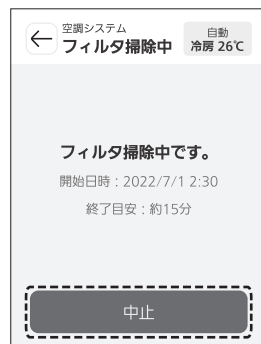 空調システム
フィルタ掃除中
自動
冷房 26℃
フィルタ掃除中です。
開始日時：2022/7/1 2:30
終了目安：約15分
中止